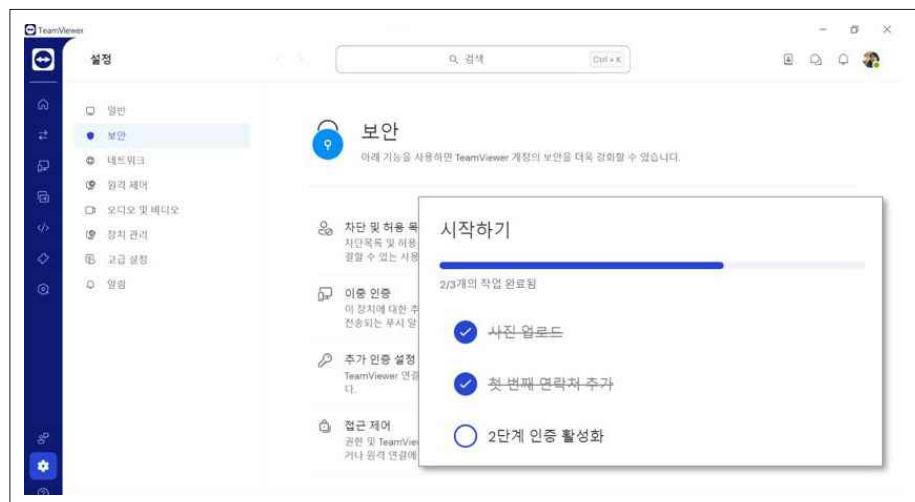 TeamViewer
설정
검색
Ctrl + K
일반
보안
네트워크
원격 제어
오디오 및 비디오
장치 관리
고급 설정
알림
보안
아래 기능을 사용하면 TeamViewer 계정의 보안을 더욱 강화할 수 있습니다.
차단 및 허용 목
차단목록 및 허용
결할 수 있는 사용
이중 인증
이 장치에 대한 추
전송되는 푸시 알
추가 인증 설정
TeamViewer 연결
다.
접근 제어
권한 및 TeamVie
거나 원격 연결에
시작하기
2/3개의 작업 완료됨
사진 업로드
첫 번째 연락처 추가
2단계 인증 활성화